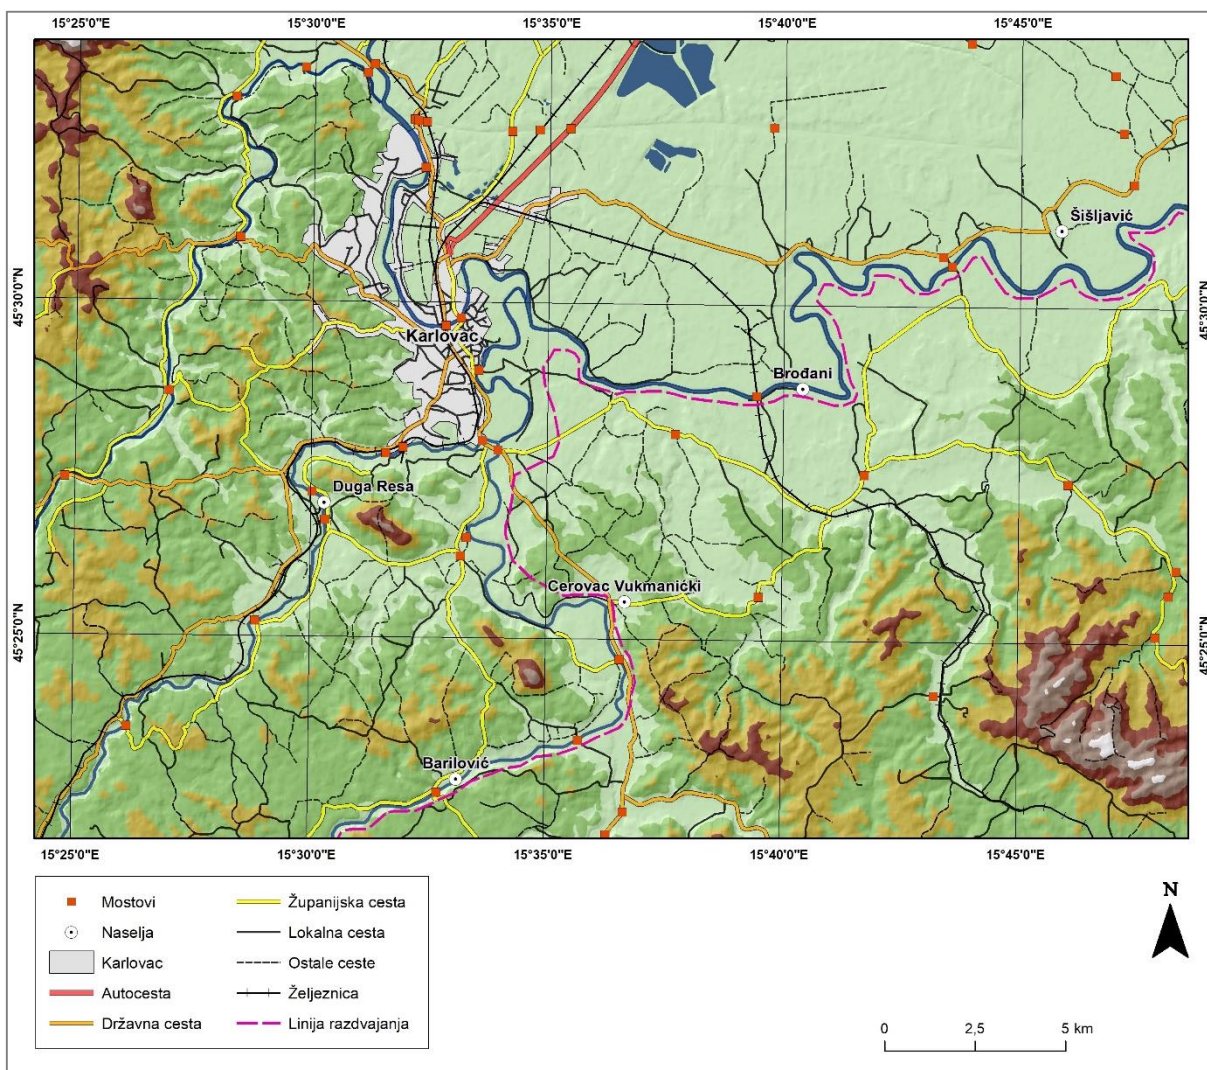 15°25'0"E 15°30'0"E 15°35'0"E 15°40'0"E 15°45'0"E
Šišljavić
45°30'0"N
45°30'0"N
Karlovac
Brođani
Duga Resa
Cerovac Vukmanićki
45°25'0"N
45°25'0"N
Barilović
15°25'0"E 15°30'0"E 15°35'0"E 15°40'0"E 15°45'0"E
Mostovi
Naselja
Karlovac
Autocesta
Državna cesta
Županijska cesta
Lokalna cesta
Ostale ceste
Željeznica
Linija razdvajanja
N
0 2,5 5 km